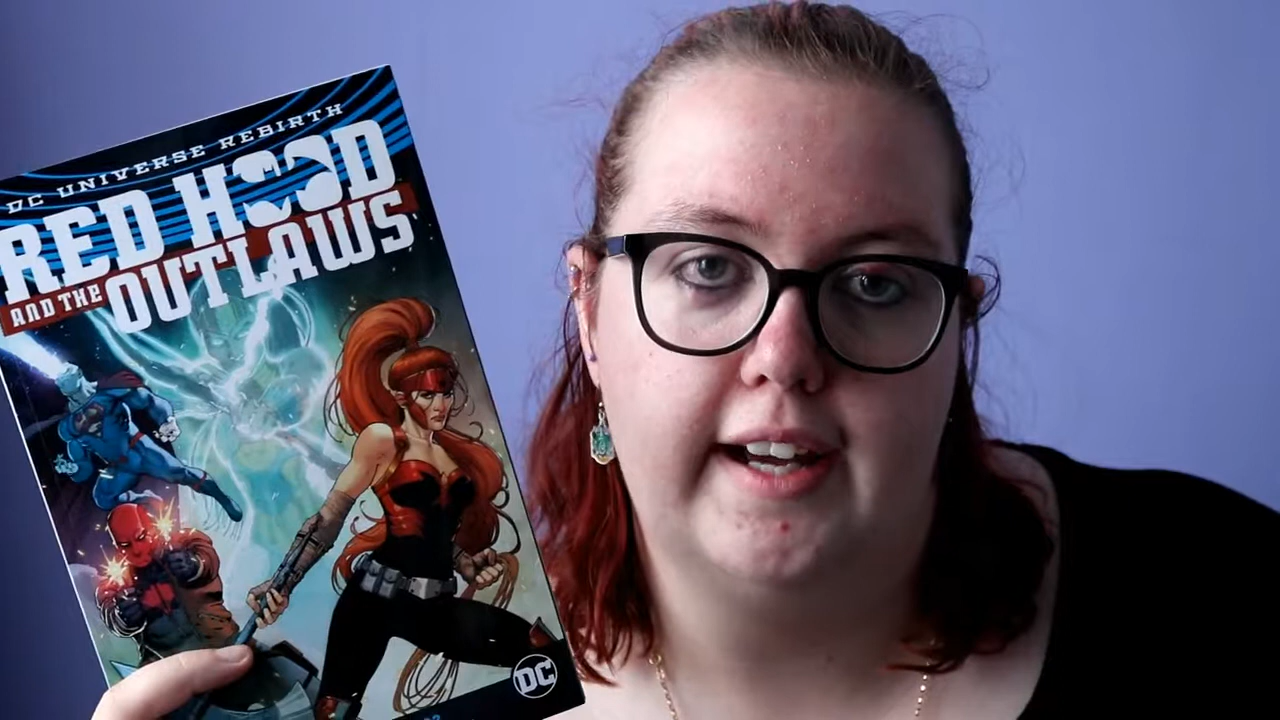 DC UNIVERSE REBIRTH
RED HOOD
AND THE OUTLAWS
DC